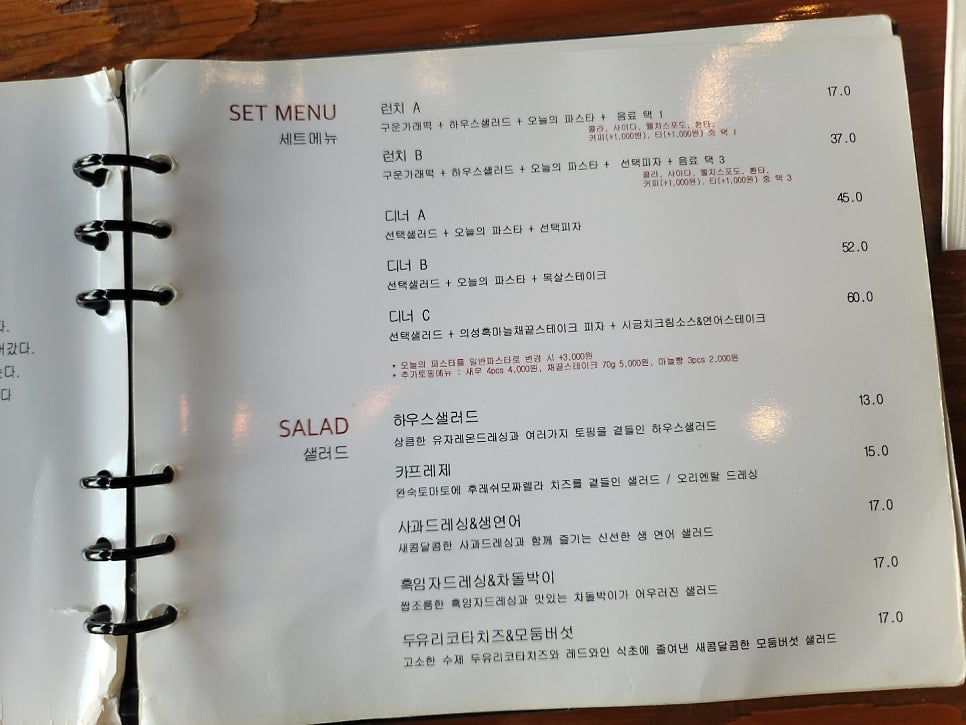 다.
어갔다.
는다.
다
SET MENU
세트메뉴
런치 A
17.0
구운가래떡 + 하우스샐러드 + 오늘의 파스타 + 음료 택 1
콜라, 사이다, 웰치스포도, 환타,
커피(+1,000원), 티(+1,000원) 중 택 1
런치 B
37.0
구운가래떡 + 하우스샐러드 + 오늘의 파스타 + 선택피자 + 음료 택 3
콜라, 사이다, 웰치스포도, 환타,
커피(+1,000원), 티(+1,000원) 중 택 3
디너 A
45.0
선택샐러드 + 오늘의 파스타 + 선택피자
디너 B
52.0
선택샐러드 + 오늘의 파스타 + 목살스테이크
디너 C
60.0
선택샐러드 + 의성흑마늘채끝스테이크 피자 + 시금치크림소스&연어스테이크
* 오늘의 파스타를 일반파스타로 변경 시 +3,000원
* 추가토핑메뉴 : 새우 4pcs 4,000원, 채끝스테이크 70g 5,000원, 마늘빵 3pcs 2,000원
SALAD
샐러드
하우스샐러드
13.0
상큼한 유자레몬드레싱과 여러가지 토핑을 곁들인 하우스샐러드
카프레제
15.0
완숙토마토에 후레쉬모짜렐라 치즈를 곁들인 샐러드 / 오리엔탈 드레싱
사과드레싱&생연어
17.0
새콤달콤한 사과드레싱과 함께 즐기는 신선한 생 연어 샐러드
흑임자드레싱&차돌박이
17.0
짭조름한 흑임자드레싱과 맛있는 차돌박이가 어우러진 샐러드
두유리코타치즈&모둠버섯
17.0
고소한 수제 두유리코타치즈와 레드와인 식초에 졸여낸 새콤달콤한 모둠버섯 샐러드